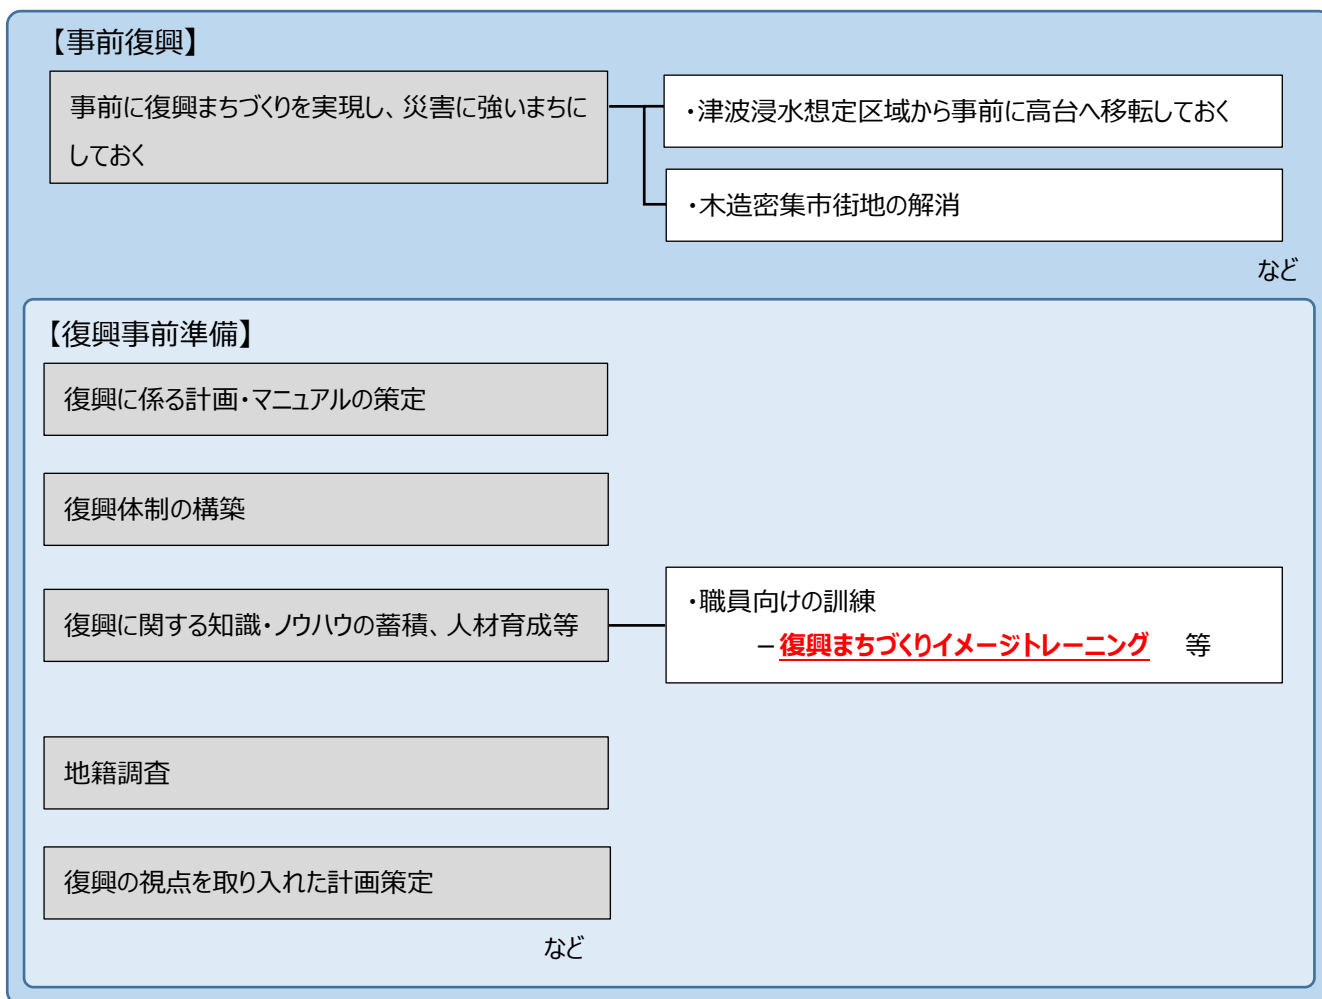 【事前復興】
事前に復興まちづくりを実現し、災害に強いまちに
しておく
・津波浸水想定区域から事前に高台へ移転しておく
・木造密集市街地の解消
など
【復興事前準備】
復興に係る計画・マニュアルの策定
復興体制の構築
復興に関する知識・ノウハウの蓄積、人材育成等
・職員向けの訓練
－復興まちづくりイメージトレーニング　等
地籍調査
復興の視点を取り入れた計画策定
など